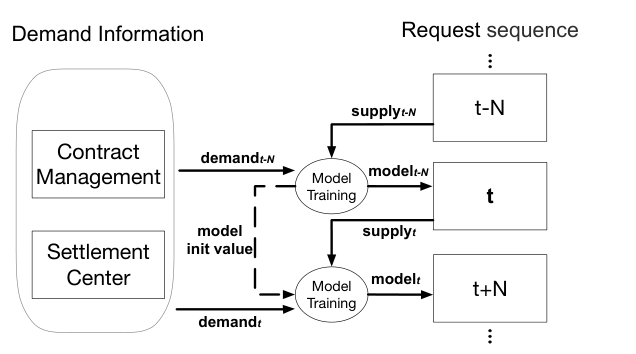 Demand Information
Request sequence
⋮
t-N
supplyt-N
Contract
Management
demandt-N
Model
Training
modelt-N
t
model
init value
supplyt
Settlement
Center
Model
Training
modelt
t+N
demandt
⋮